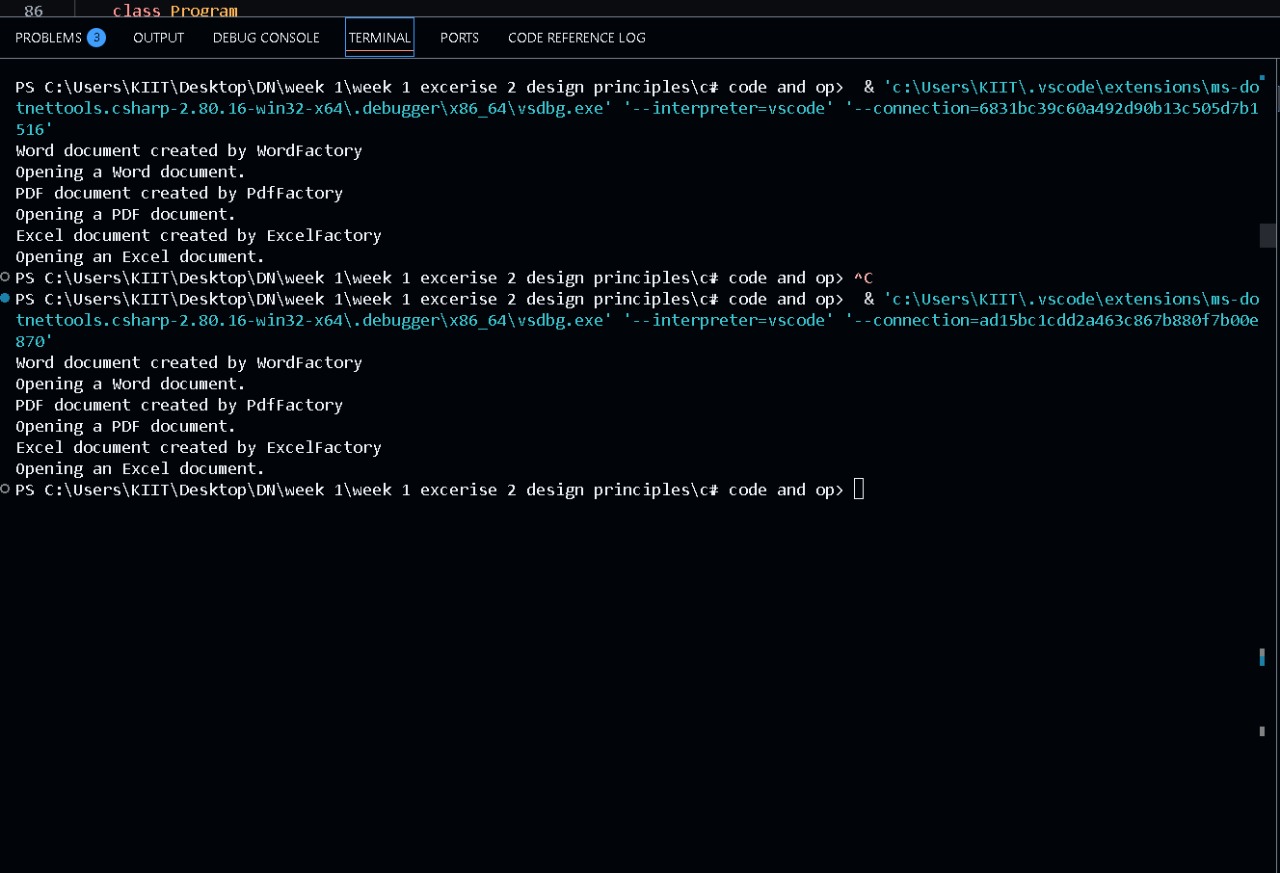 86 class Program
PROBLEMS 3 OUTPUT DEBUG CONSOLE TERMINAL PORTS CODE REFERENCE LOG
PS C:\Users\KIIT\Desktop\DN\week 1\week 1 excerise 2 design principles\c# code and op>  & 'c:\Users\KIIT\.vscode\extensions\ms-do
tnettools.csharp-2.80.16-win32-x64\.debugger\x86_64\vsdbg.exe' '--interpreter=vscode' '--connection=6831bc39c60a492d90b13c505d7b1
516'
Word document created by WordFactory
Opening a Word document.
PDF document created by PdfFactory
Opening a PDF document.
Excel document created by ExcelFactory
Opening an Excel document.
PS C:\Users\KIIT\Desktop\DN\week 1\week 1 excerise 2 design principles\c# code and op> ^C
PS C:\Users\KIIT\Desktop\DN\week 1\week 1 excerise 2 design principles\c# code and op>  & 'c:\Users\KIIT\.vscode\extensions\ms-do
tnettools.csharp-2.80.16-win32-x64\.debugger\x86_64\vsdbg.exe' '--interpreter=vscode' '--connection=ad15bc1cdd2a463c867b880f7b00e
870'
Word document created by WordFactory
Opening a Word document.
PDF document created by PdfFactory
Opening a PDF document.
Excel document created by ExcelFactory
Opening an Excel document.
PS C:\Users\KIIT\Desktop\DN\week 1\week 1 excerise 2 design principles\c# code and op>